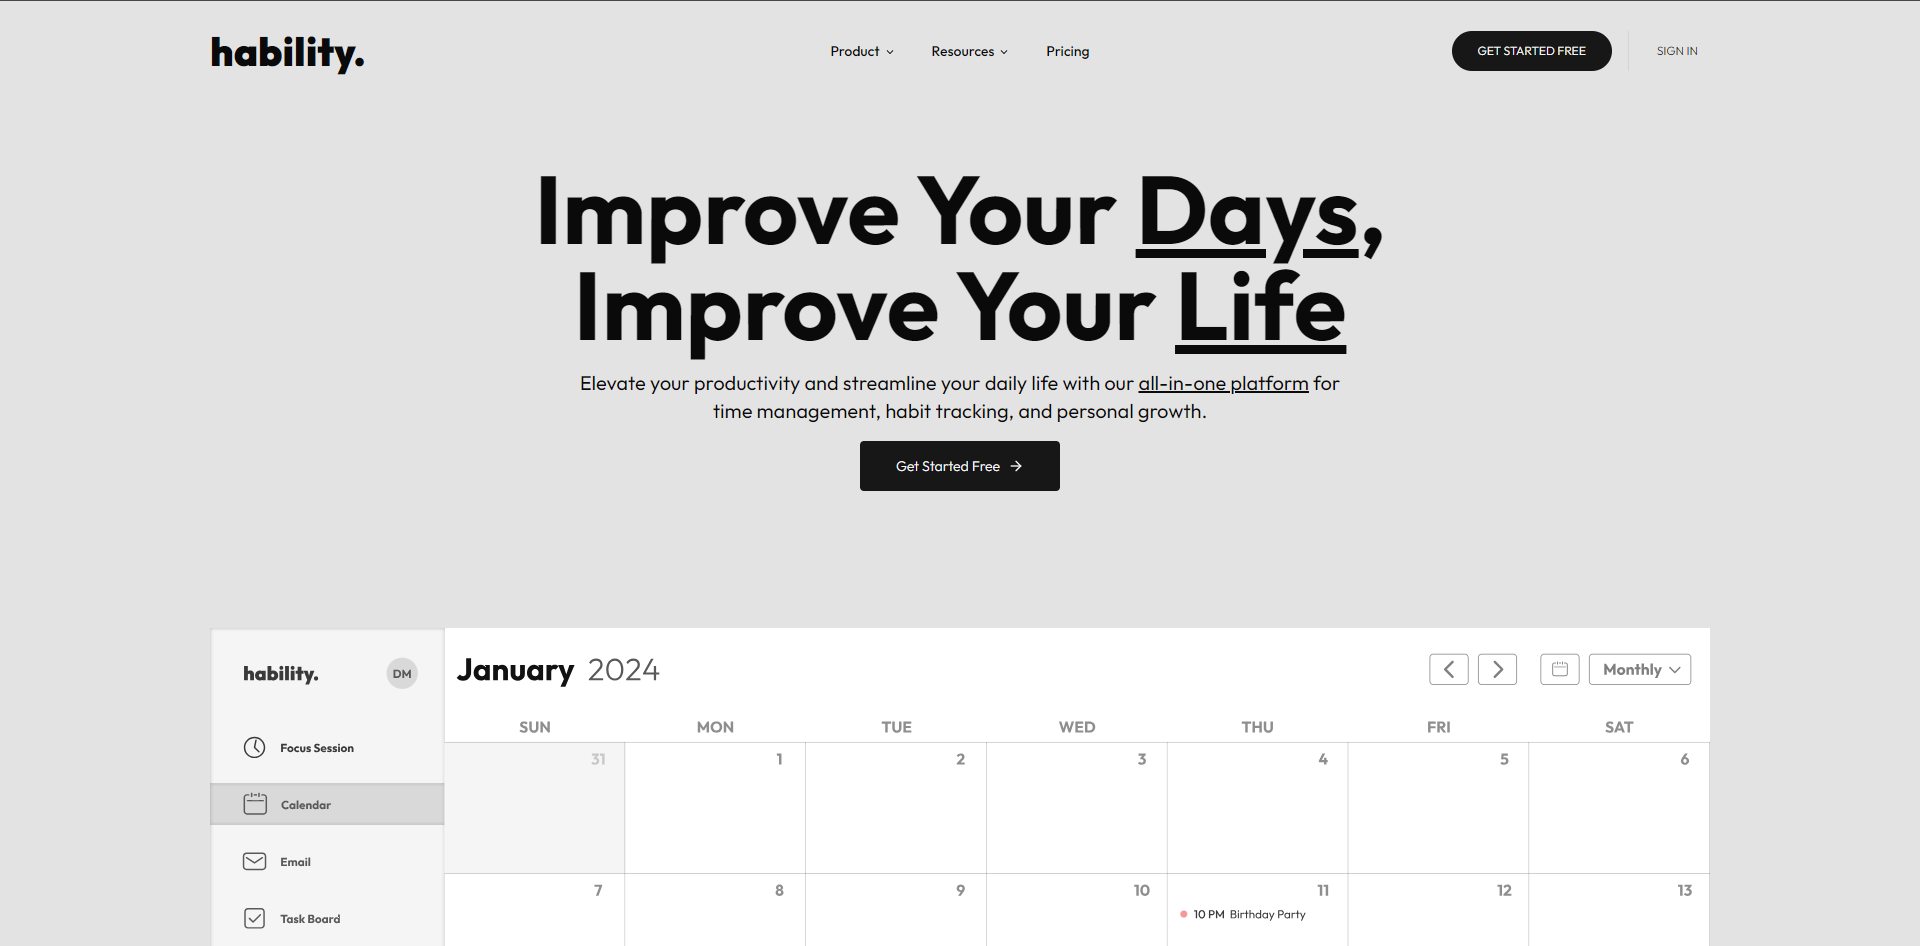 hability.
Product
Resources
Pricing
GET STARTED FREE
SIGN IN
Improve Your Days,
Improve Your Life
Elevate your productivity and streamline your daily life with our all-in-one platform for
time management, habit tracking, and personal growth.
Get Started Free →
hability.
DM
Focus Session
Calendar
Email
Task Board
January 2024
Monthly
SUN MON TUE WED THU FRI SAT
31 1 2 3 4 5 6
7 8 9 10 11 12 13
10 PM Birthday Party